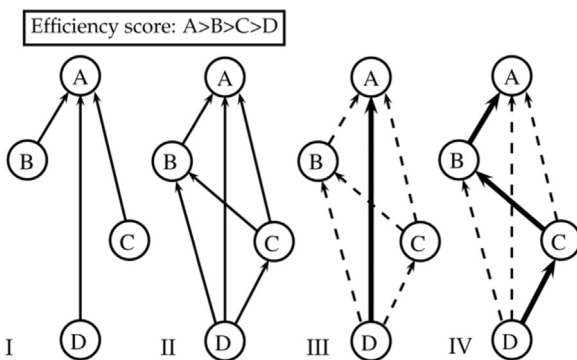 Efficiency score: A>B>C>D
A A A A
B B B B
C C C C
I D II D III D IV D